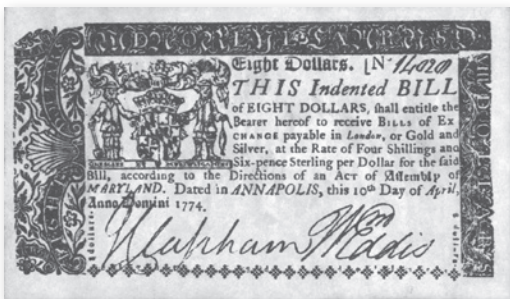 Eight Dollars. [N°
THIS Indented BILL
of EIGHT DOLLARS, shall entitle the
Bearer hereof to receive BILLS of EX
CHANGE payable in London, or Gold and
Silver, at the Rate of Four Shillings and
Six-pence Sterling per Dollar for the said
Bill, according to the Directions of an ACT of Assembly of
MARYLAND. Dated in ANNAPOLIS, this 10th Day of April,
Anno Domini 1774.
J Clapham Wm Eddis